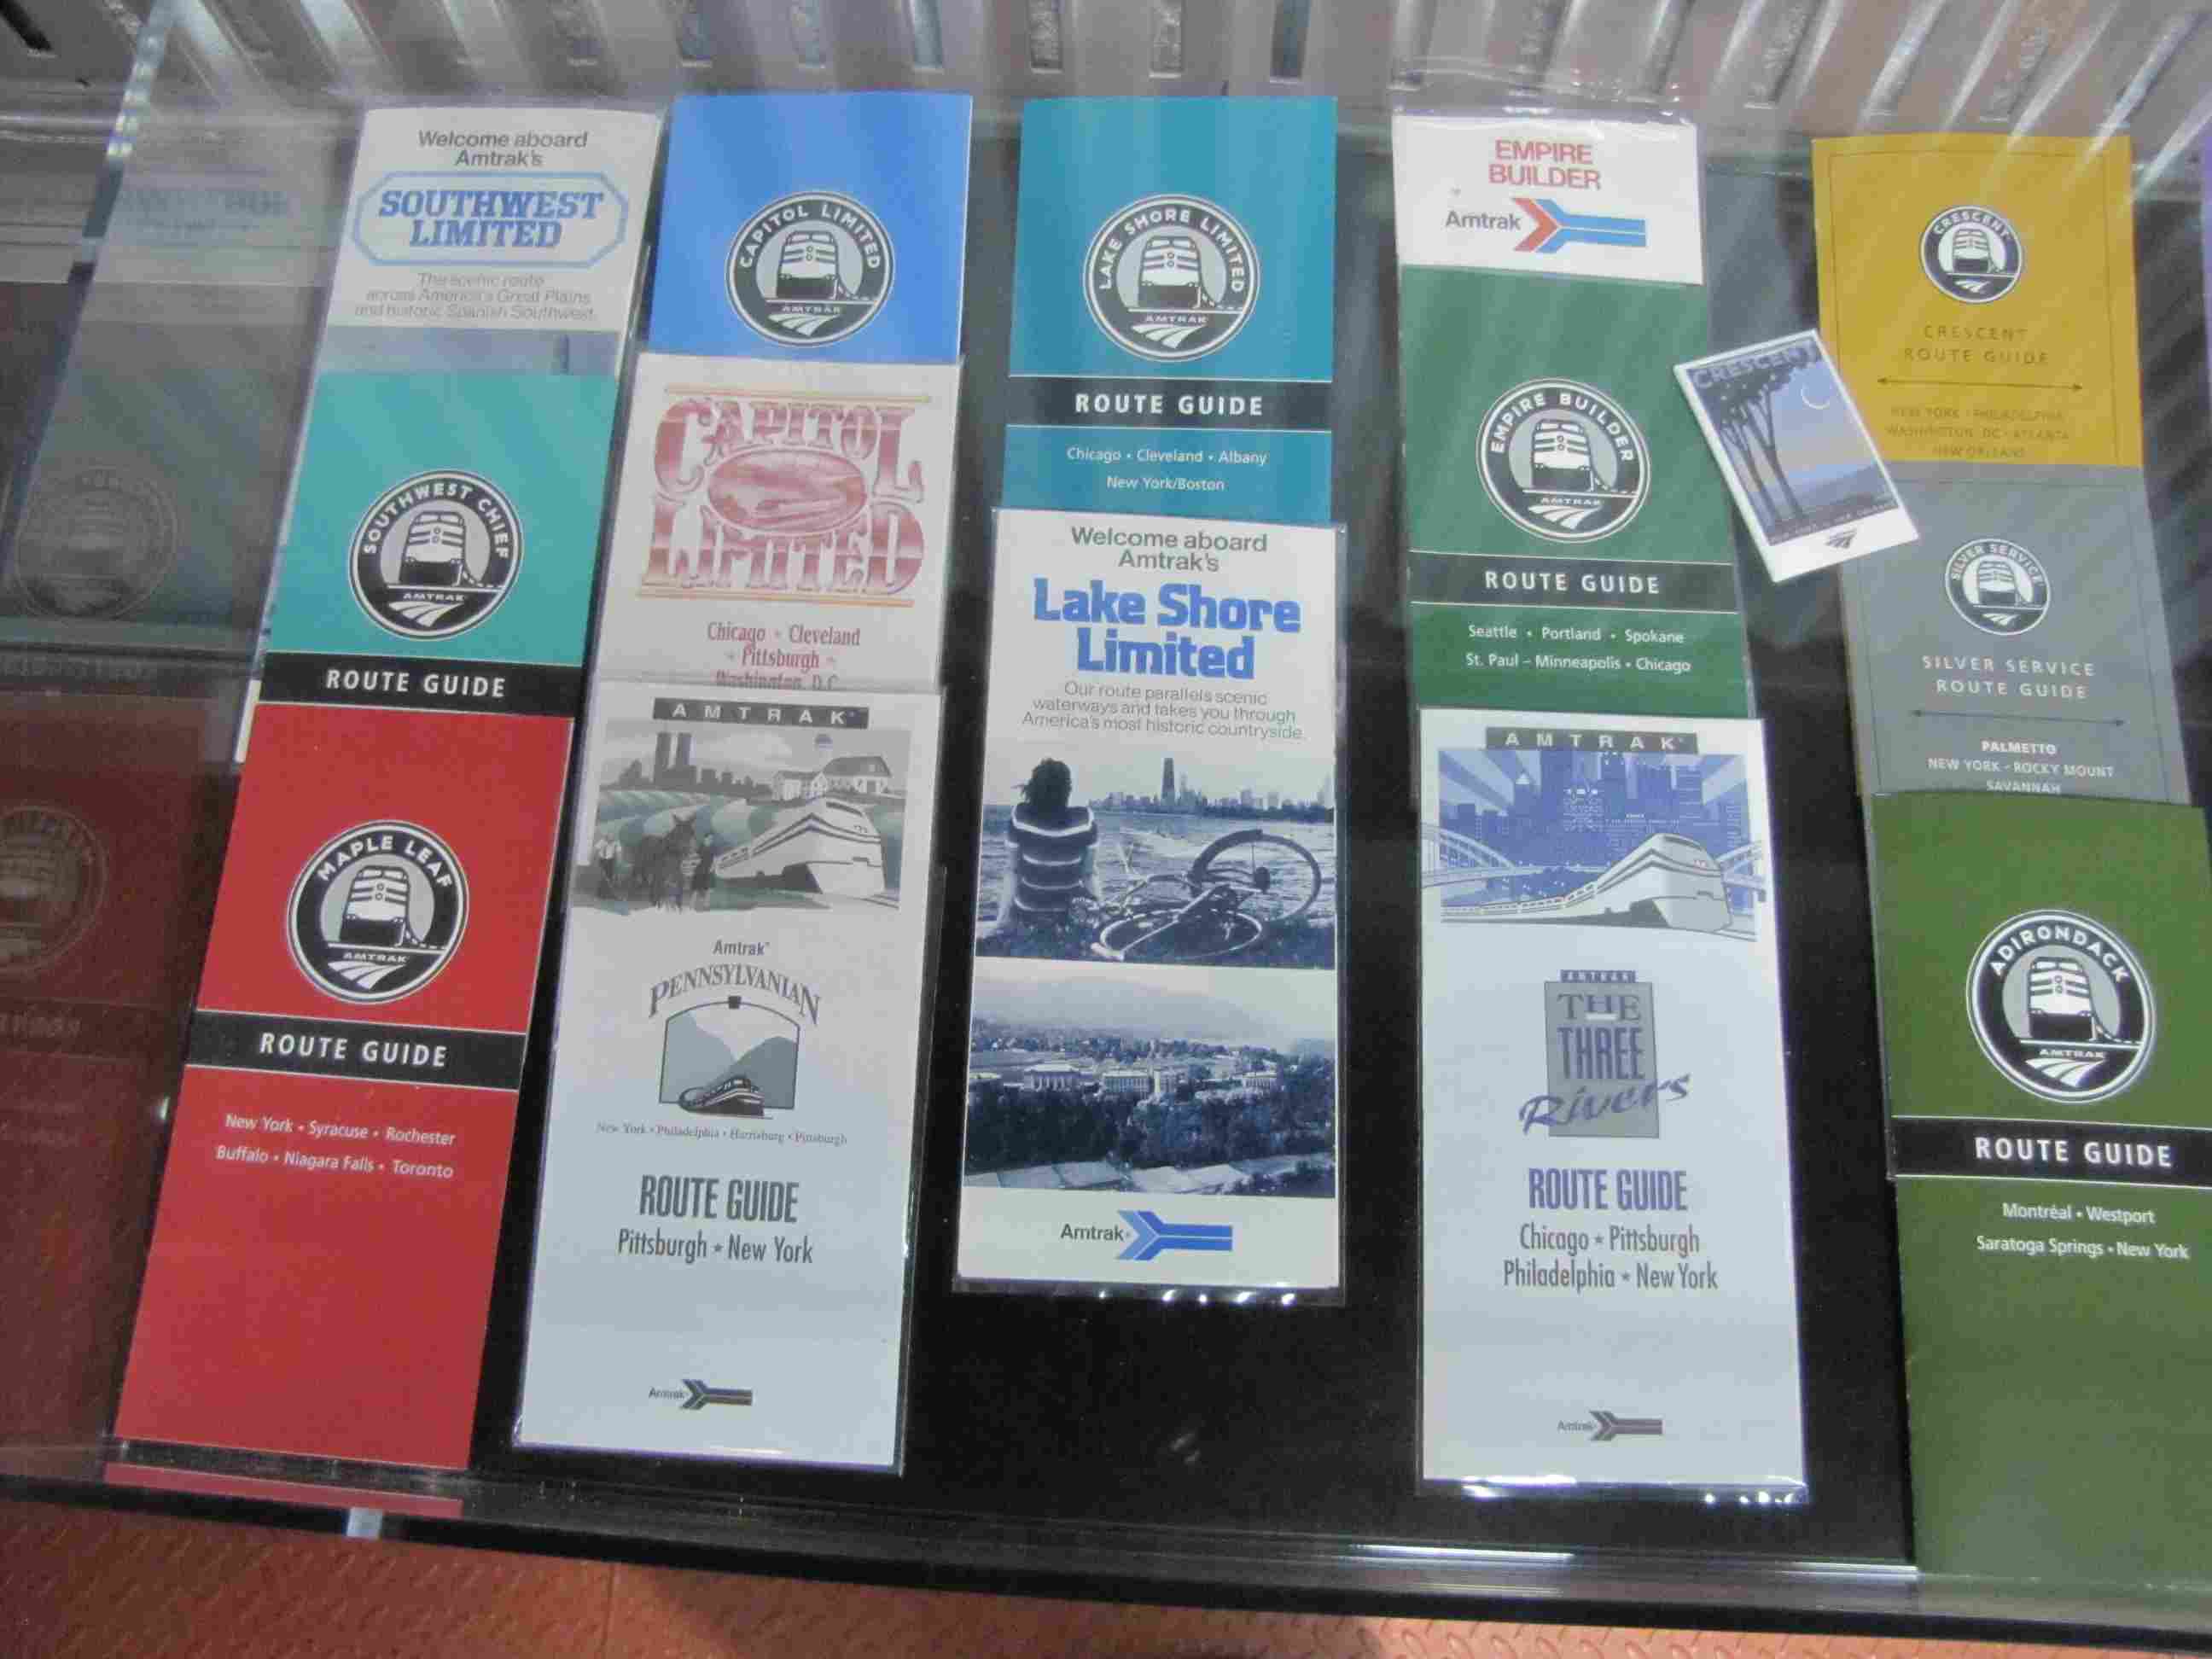 Welcome aboard
Amtrak's
SOUTHWEST
LIMITED
The scenic route
across America's Great Plains
and historic Spanish Southwest.
SOUTHWEST CHIEF
AMTRAK
ROUTE GUIDE
MAPLE LEAF
AMTRAK
ROUTE GUIDE
New York • Syracuse • Rochester
Buffalo • Niagara Falls • Toronto
CAPITOL LIMITED
AMTRAK
CAPITOL
LIMITED
Chicago • Cleveland
• Pittsburgh •
Washington, D.C.
AMTRAK
Amtrak
PENNSYLVANIAN
New York • Philadelphia • Harrisburg • Pittsburgh
ROUTE GUIDE
Pittsburgh ★ New York
Amtrak
LAKE SHORE LIMITED
AMTRAK
ROUTE GUIDE
Chicago • Cleveland • Albany
New York/Boston
Welcome aboard
Amtrak's
Lake Shore
Limited
Our route parallels scenic
waterways and takes you through
America's most historic countryside.
Amtrak
EMPIRE
BUILDER
Amtrak
EMPIRE BUILDER
AMTRAK
ROUTE GUIDE
Seattle • Portland • Spokane
St. Paul – Minneapolis • Chicago
AMTRAK
AMTRAK
THE
THREE
Rivers
ROUTE GUIDE
Chicago ★ Pittsburgh
Philadelphia ★ New York
Amtrak
CRESCENT
CRESCENT
CRESCENT
ROUTE GUIDE
NEW YORK • PHILADELPHIA
WASHINGTON, DC • ATLANTA
NEW ORLEANS
SILVER SERVICE
SILVER SERVICE
ROUTE GUIDE
PALMETTO
NEW YORK – ROCKY MOUNT
SAVANNAH
ADIRONDACK
AMTRAK
ROUTE GUIDE
Montréal • Westport
Saratoga Springs • New York